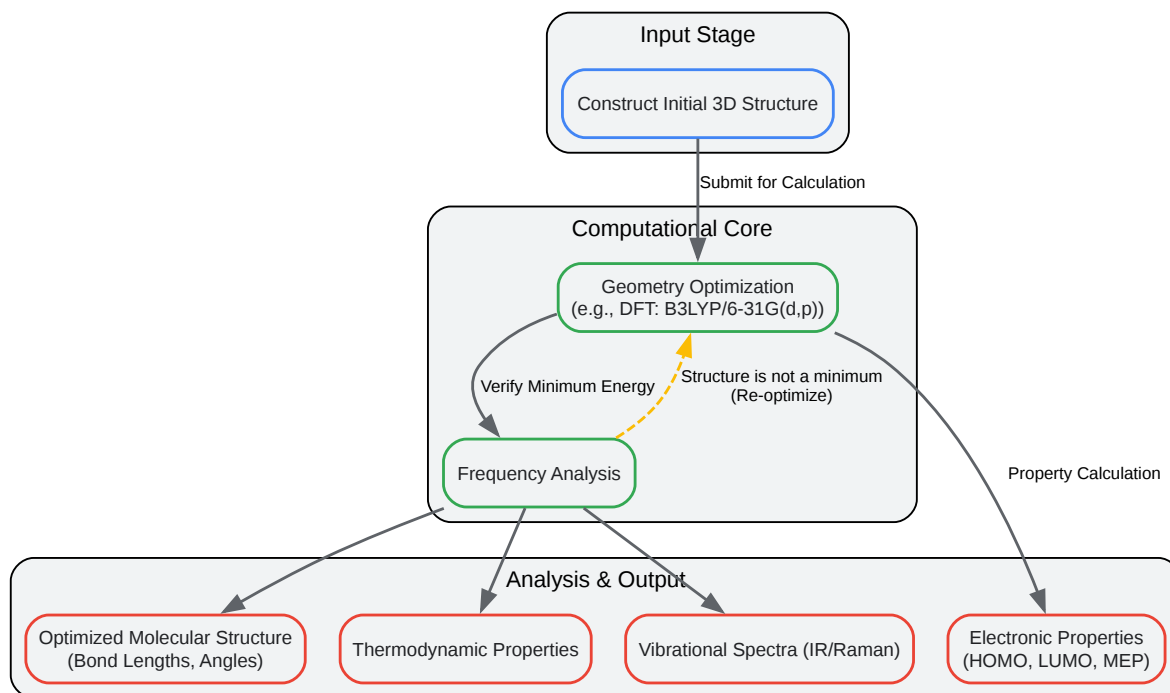 Input Stage
Construct Initial 3D Structure
Submit for Calculation
Computational Core
Geometry Optimization
(e.g., DFT: B3LYP/6-31G(d,p))
Verify Minimum Energy
Structure is not a minimum
(Re-optimize)
Frequency Analysis
Property Calculation
Analysis & Output
Optimized Molecular Structure
(Bond Lengths, Angles)
Thermodynamic Properties
Vibrational Spectra (IR/Raman)
Electronic Properties
(HOMO, LUMO, MEP)